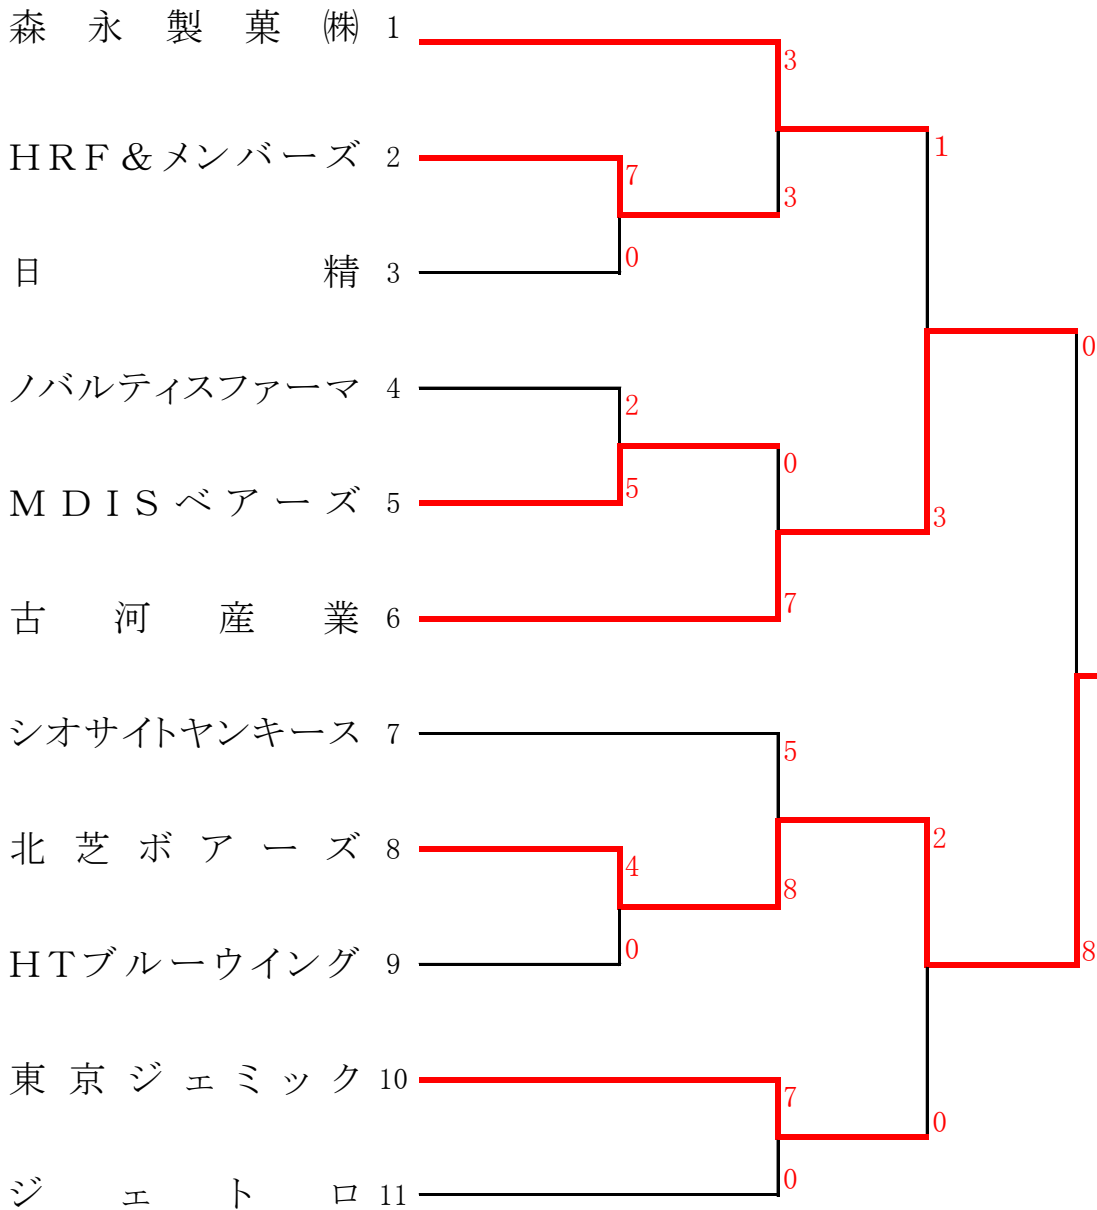 森永製菓㈱ 1
3
1
HRF&メンバーズ 2
7
3
0
日精 3
0
ノバルティスファーマ 4
2
0
MDISベアーズ 5
5
3
7
古河産業 6
シオサイトヤンキース 7
5
2
北芝ボアーズ 8
4
8
0
8
HTブルーウイング 9
東京ジェミック 10
7
0
0
ジェトロ 11